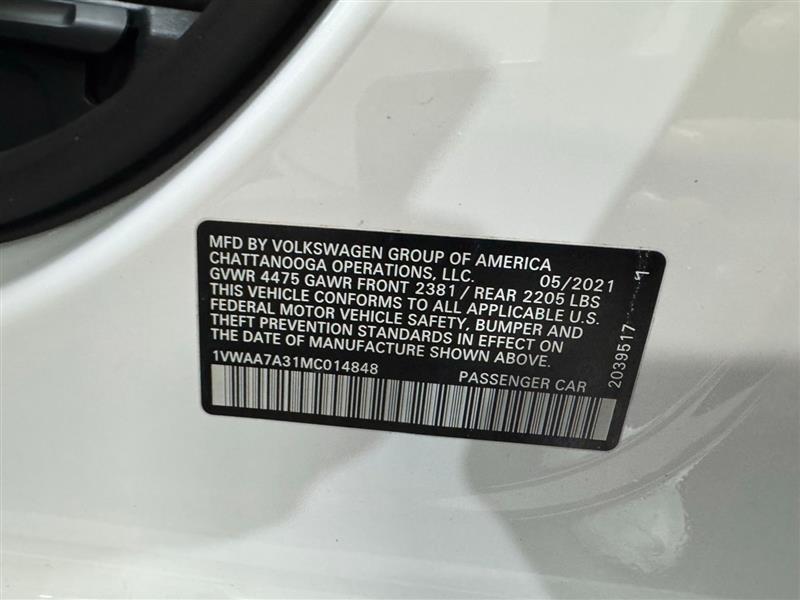 MFD BY VOLKSWAGEN GROUP OF AMERICA
CHATTANOOGA OPERATIONS, LLC. 05/2021
GVWR 4475 GAWR FRONT 2381 / REAR 2205 LBS
THIS VEHICLE CONFORMS TO ALL APPLICABLE U.S.
FEDERAL MOTOR VEHICLE SAFETY, BUMPER AND
THEFT PREVENTION STANDARDS IN EFFECT ON
THE DATE OF MANUFACTURE SHOWN ABOVE.
1VWAA7A31MC014848 PASSENGER CAR
2039517 1